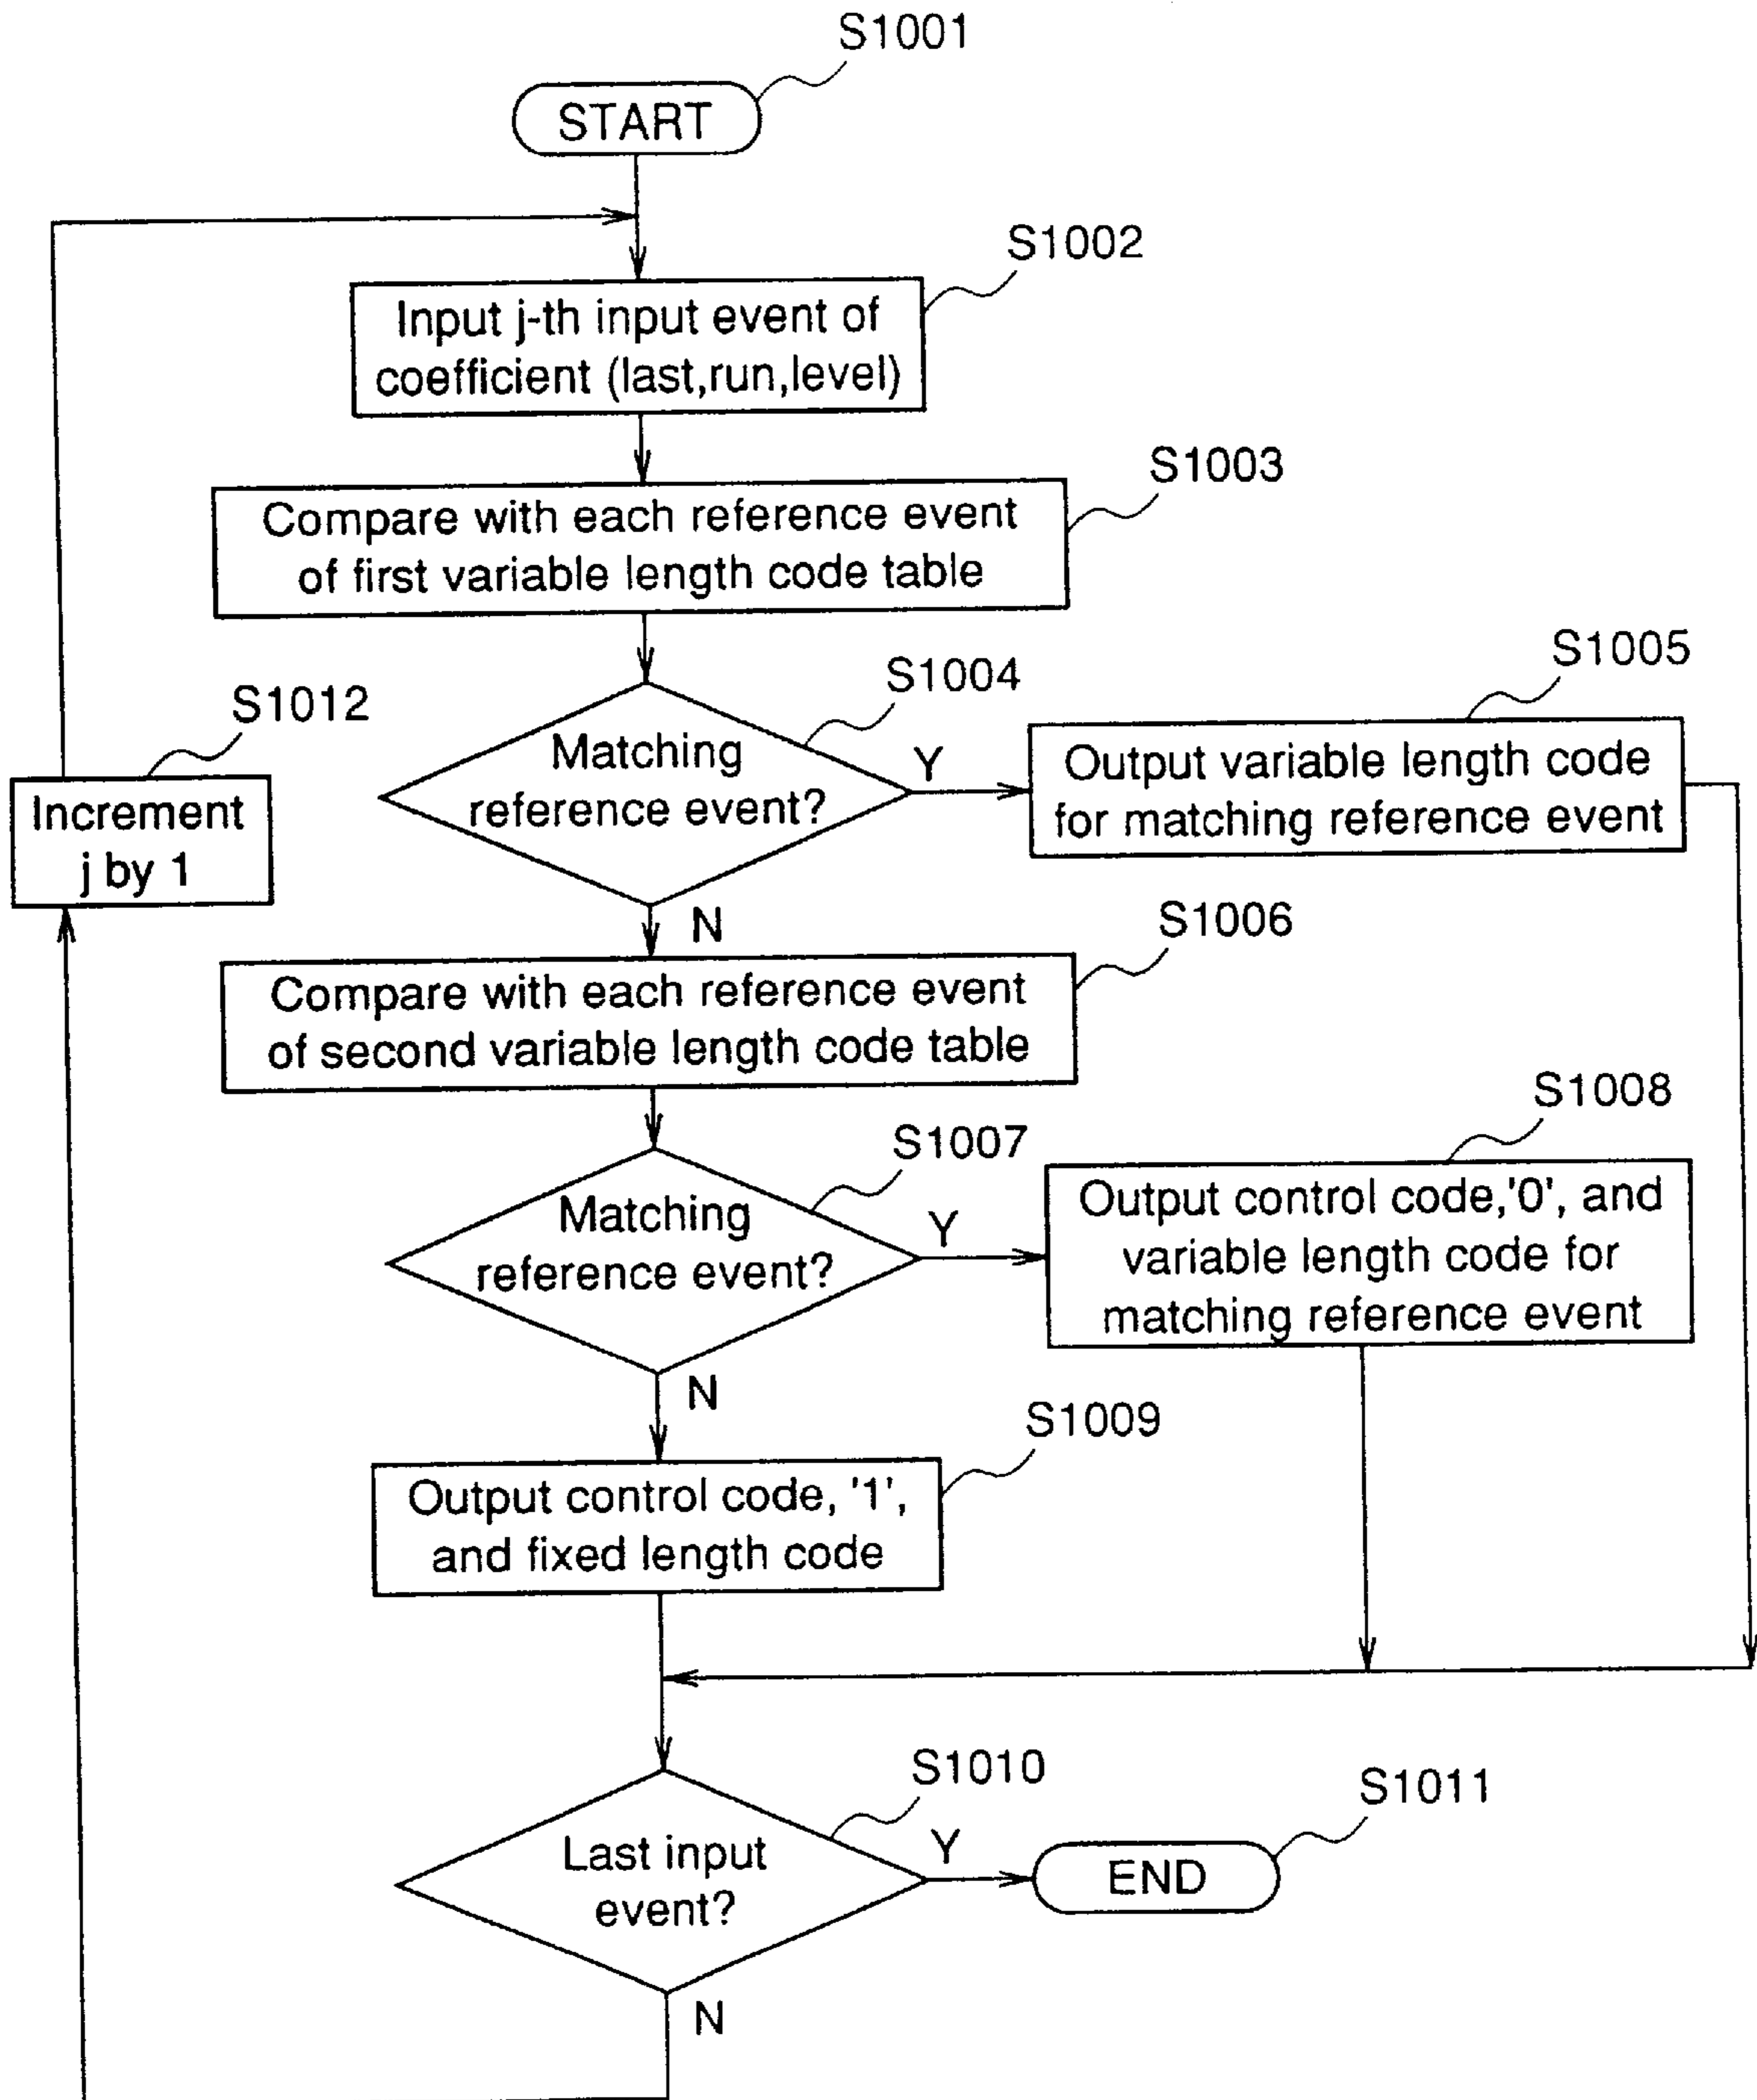 S1001
START
S1002
Input j-th input event of
coefficient (last,run,level)
S1003
Compare with each reference event
of first variable length code table
S1004
Matching
reference event?
Y
S1005
Output variable length code
for matching reference event
S1012
Increment
j by 1
N
S1006
Compare with each reference event
of second variable length code table
S1007
Matching
reference event?
Y
S1008
Output control code,'0', and
variable length code for
matching reference event
N
S1009
Output control code, '1',
and fixed length code
S1010
Last input
event?
Y
S1011
END
N